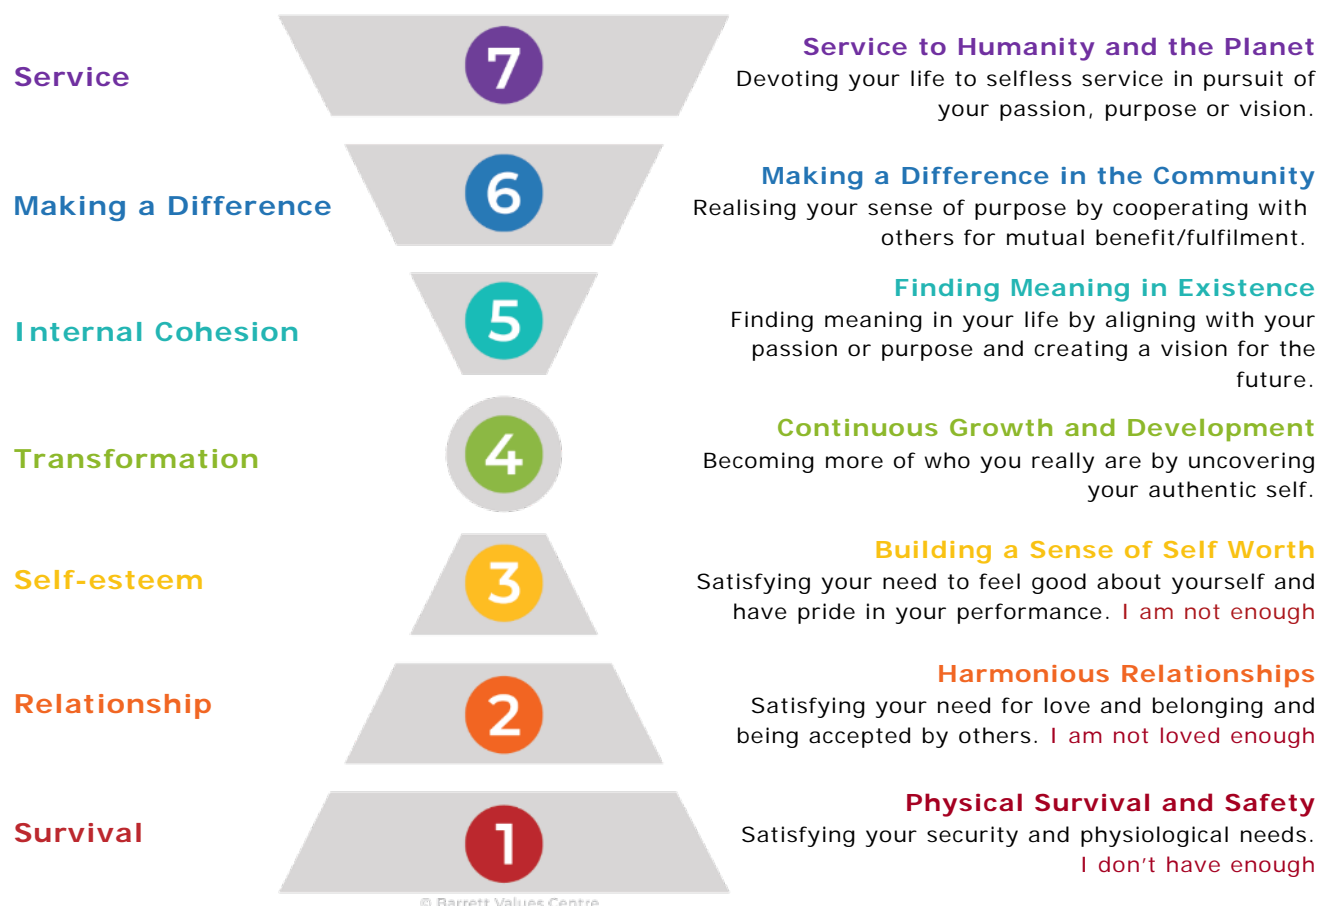 Service
7
Service to Humanity and the Planet
Devoting your life to selfless service in pursuit of
your passion, purpose or vision.
Making a Difference
6
Making a Difference in the Community
Realising your sense of purpose by cooperating with
others for mutual benefit/fulfilment.
Internal Cohesion
5
Finding Meaning in Existence
Finding meaning in your life by aligning with your
passion or purpose and creating a vision for the
future.
Transformation
4
Continuous Growth and Development
Becoming more of who you really are by uncovering
your authentic self.
Self-esteem
3
Building a Sense of Self Worth
Satisfying your need to feel good about yourself and
have pride in your performance. I am not enough
Relationship
2
Harmonious Relationships
Satisfying your need for love and belonging and
being accepted by others. I am not loved enough
Survival
1
Physical Survival and Safety
Satisfying your security and physiological needs.
I don't have enough
© Barrett Values Centre